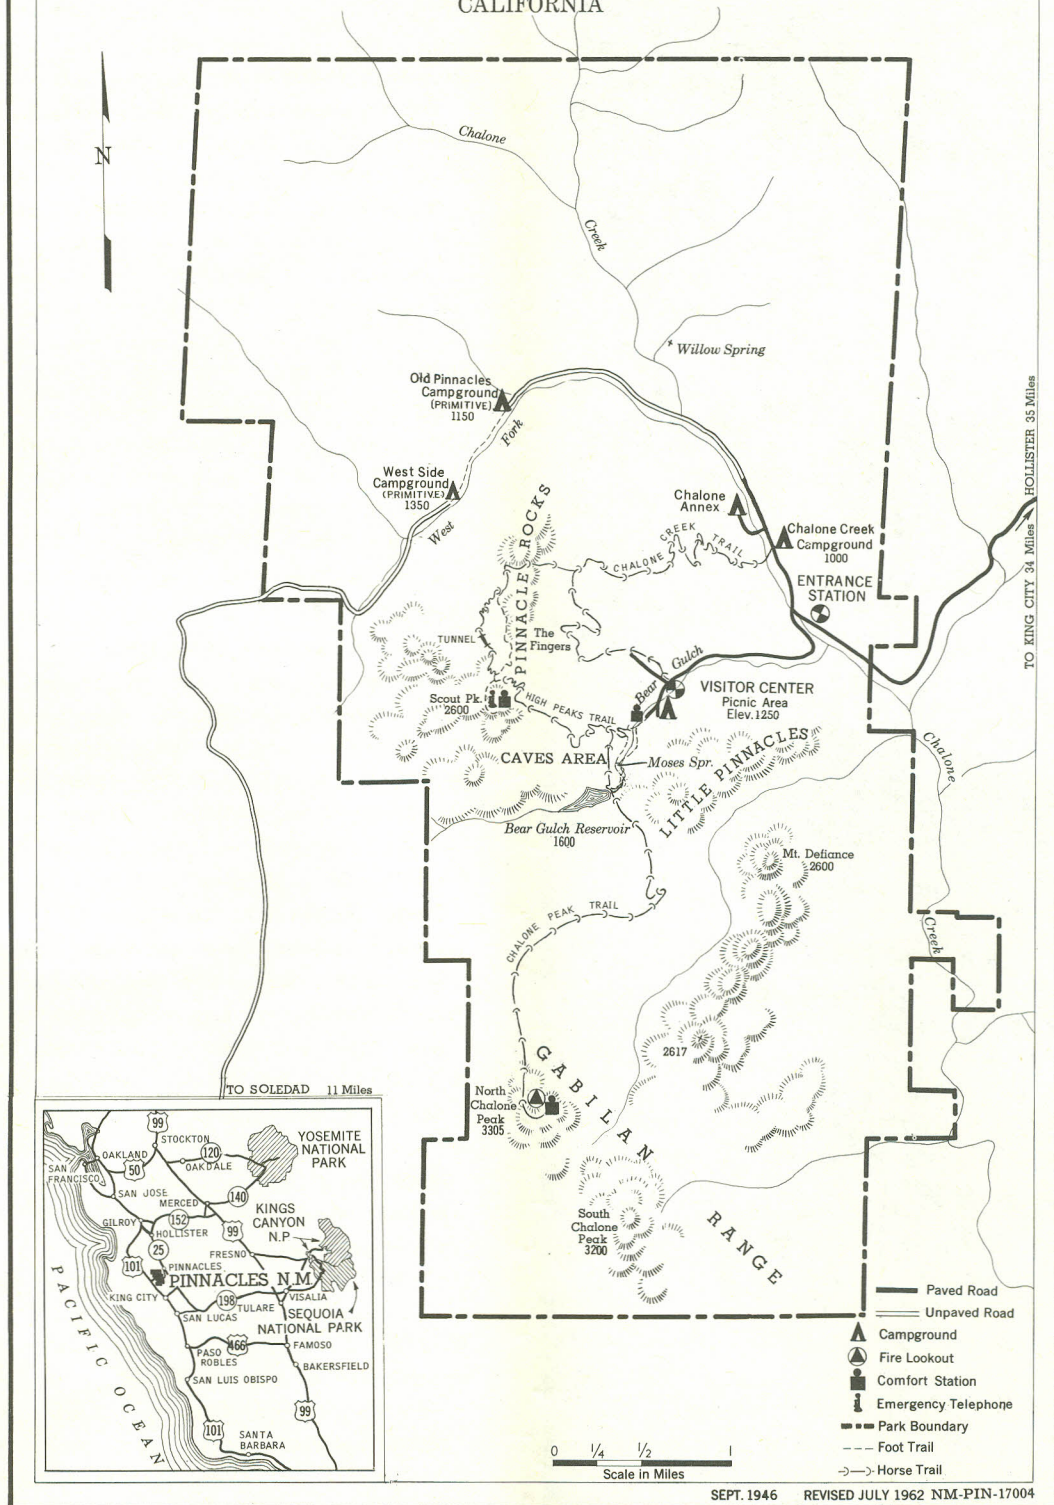 CALIFORNIA
N
Chalone
Creek
Willow Spring
Old Pinnacles
Campground
(PRIMITIVE)
1150
Fork
West Side
Campground
(PRIMITIVE)
1350
West
PINNACLE ROCKS
Chalone
Annex
CHALONE CREEK TRAIL
Chalone Creek
Campground
1000
ENTRANCE
STATION
TO KING CITY 34 Miles HOLLISTER 35 Miles
TUNNEL
The
Fingers
Bear Gulch
Scout Pk.
2600
HIGH PEAKS TRAIL
VISITOR CENTER
Picnic Area
Elev. 1250
CAVES AREA
Moses Spr.
LITTLE PINNACLES
Chalone
Bear Gulch Reservoir
1600
Mt. Defiance
2600
CHALONE PEAK TRAIL
Creek
2617
GABILAN
RANGE
North
Chalone
Peak
3305
South
Chalone
Peak
3200
TO SOLEDAD 11 Miles
99
STOCKTON
YOSEMITE
NATIONAL
PARK
OAKLAND
120
OAKDALE
50
SAN
FRANCISCO
SAN JOSE
MERCED
140
GILROY
152
KINGS
CANYON
N.P
HOLLISTER
99
25
FRESNO
101
PINNACLES
PINNACLES N.M.
KING CITY
198
TULARE
VISALIA
SAN LUCAS
SEQUOIA
NATIONAL PARK
466
FAMOSO
PASO
ROBLES
BAKERSFIELD
SAN LUIS OBISPO
99
101
SANTA
BARBARA
PACIFIC OCEAN
Paved Road
Unpaved Road
Campground
Fire Lookout
Comfort Station
Emergency Telephone
Park Boundary
Foot Trail
Horse Trail
0 1/4 1/2 1
Scale in Miles
SEPT. 1946 REVISED JULY 1962 NM-PIN-17004